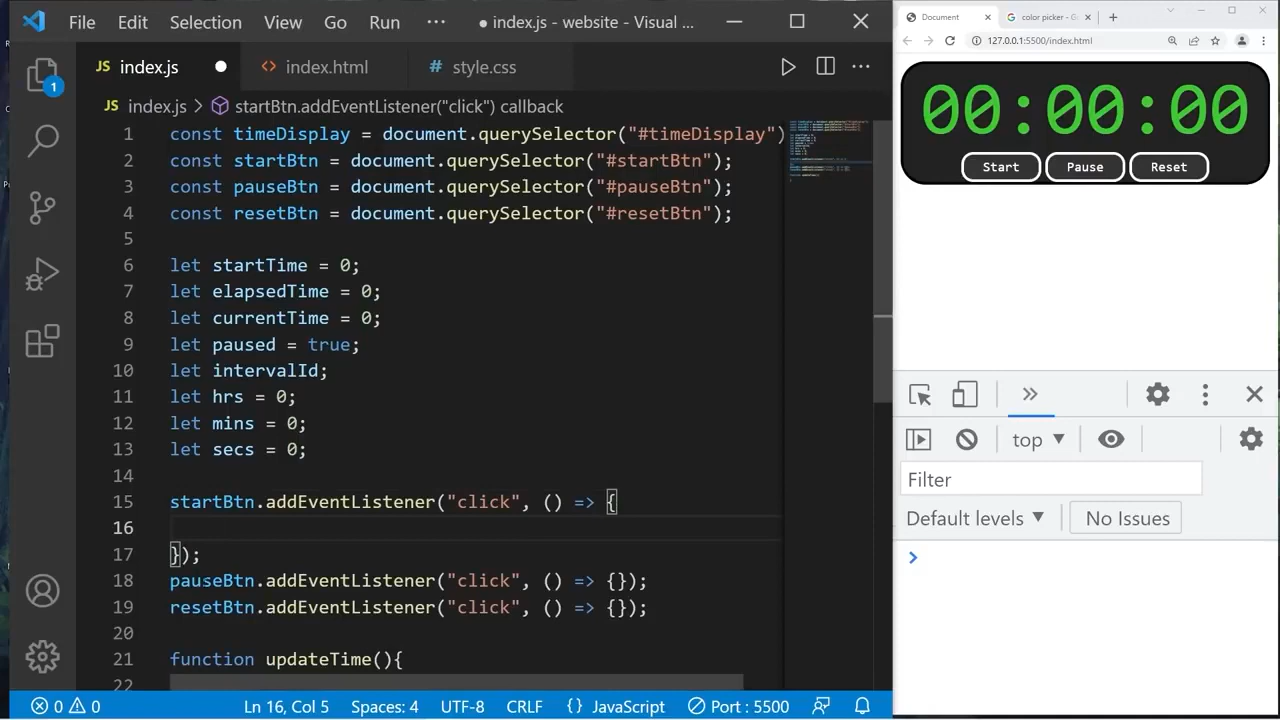 File Edit Selection View Go Run ··· ● index.js - website - Visual ...
JS index.js ● <> index.html # style.css ···
JS index.js > startBtn.addEventListener("click") callback
1 const timeDisplay = document.querySelector("#timeDisplay")
2 const startBtn = document.querySelector("#startBtn");
3 const pauseBtn = document.querySelector("#pauseBtn");
4 const resetBtn = document.querySelector("#resetBtn");
5
6 let startTime = 0;
7 let elapsedTime = 0;
8 let currentTime = 0;
9 let paused = true;
10 let intervalId;
11 let hrs = 0;
12 let mins = 0;
13 let secs = 0;
14
15 startBtn.addEventListener("click", () => {
16
17 });
18 pauseBtn.addEventListener("click", () => {});
19 resetBtn.addEventListener("click", () => {});
20
21 function updateTime(){
22
1
0 0 Ln 16, Col 5 Spaces: 4 UTF-8 CRLF {} JavaScript Port : 5500
Document color picker - G
127.0.0.1:5500/index.html
00:00:00
Start Pause Reset
top
Filter
Default levels No Issues